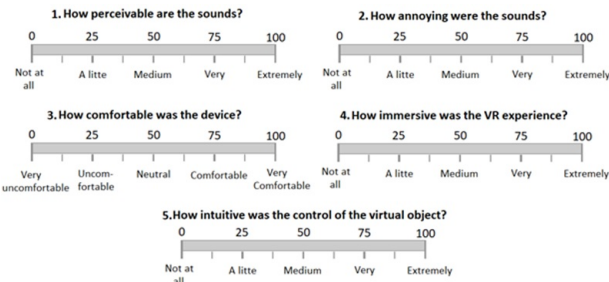 1. How perceivable are the sounds?
0 25 50 75 100
Not at all A litte Medium Very Extremely
2. How annoying were the sounds?
0 25 50 75 100
Not at all A litte Medium Very Extremely
3. How comfortable was the device?
0 25 50 75 100
Very uncomfortable Uncom-fortable Neutral Comfortable Very Comfortable
4. How immersive was the VR experience?
0 25 50 75 100
Not at all A litte Medium Very Extremely
5.How intuitive was the control of the virtual object?
0 25 50 75 100
Not at all A litte Medium Very Extremely